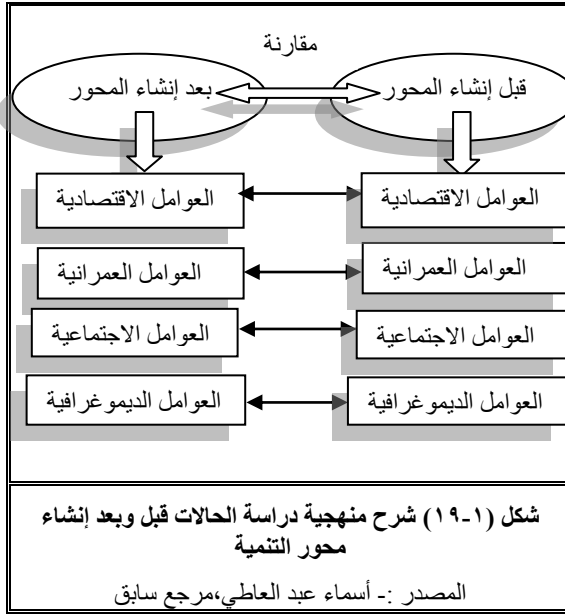 مقارنة
قبل إنشاء المحور
بعد إنشاء المحور
العوامل الاقتصادية
العوامل الاقتصادية
العوامل العمرانية
العوامل العمرانية
العوامل الاجتماعية
العوامل الاجتماعية
العوامل الديموغرافية
العوامل الديموغرافية
شكل (١-١٩) شرح منهجية دراسة الحالات قبل وبعد إنشاء
محور التنمية
المصدر :- أسماء عبد العاطي،مرجع سابق